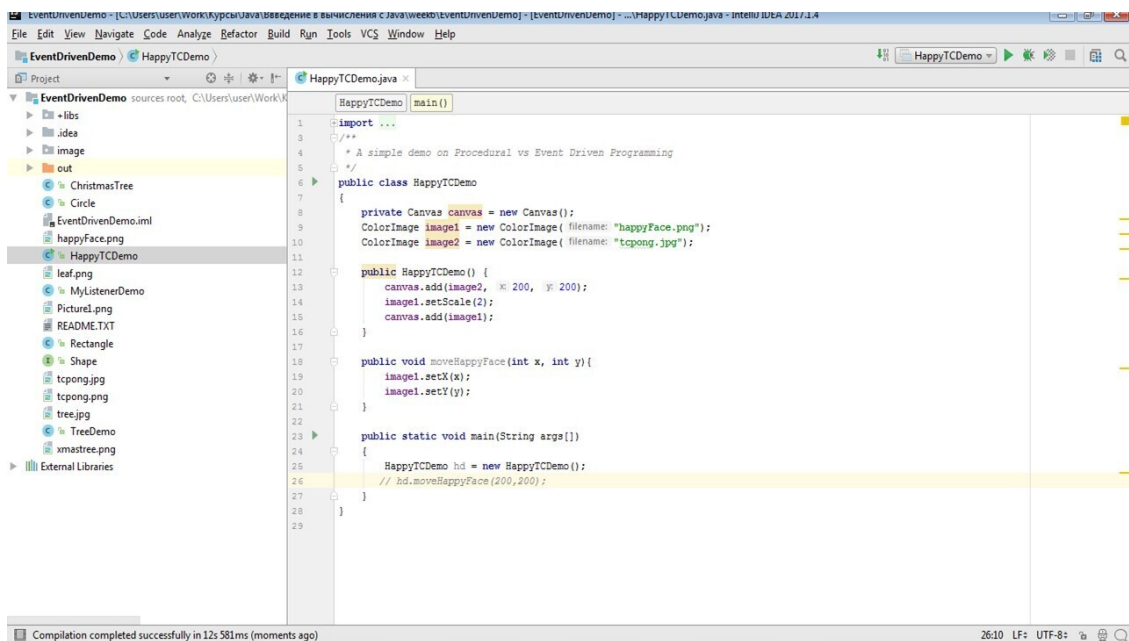 EventDrivenDemo - [C:\Users\user\Work\Курсы\Java\Введение в вычисления с Java\week6\EventDrivenDemo] - [EventDrivenDemo] - ...\HappyTCDemo.java - IntelliJ IDEA 2017.1.4
File Edit View Navigate Code Analyze Refactor Build Run Tools VCS Window Help
EventDrivenDemo HappyTCDemo
HappyTCDemo
Project
HappyTCDemo.java
EventDrivenDemo sources root, C:\Users\user\Work\К
+libs
.idea
image
out
ChristmasTree
Circle
EventDrivenDemo.iml
happyFace.png
HappyTCDemo
leaf.png
MyListenerDemo
Picture1.png
README.TXT
Rectangle
Shape
tcpong.jpg
tcpong.png
tree.jpg
TreeDemo
xmastree.png
External Libraries
HappyTCDemo main()
1 import ...
3 /**
4 * A simple demo on Procedural vs Event Driven Programming
5 */
6 public class HappyTCDemo
7 {
8 private Canvas canvas = new Canvas();
9 ColorImage image1 = new ColorImage( filename: "happyFace.png");
10 ColorImage image2 = new ColorImage( filename: "tcpong.jpg");
11
12 public HappyTCDemo() {
13 canvas.add(image2, x: 200, y: 200);
14 image1.setScale(2);
15 canvas.add(image1);
16 }
17
18 public void moveHappyFace(int x, int y){
19 image1.setX(x);
20 image1.setY(y);
21 }
22
23 public static void main(String args[])
24 {
25 HappyTCDemo hd = new HappyTCDemo();
26 // hd.moveHappyFace(200,200);
27 }
28 }
29
Compilation completed successfully in 12s 581ms (moments ago)
26:10 LF÷ UTF-8÷